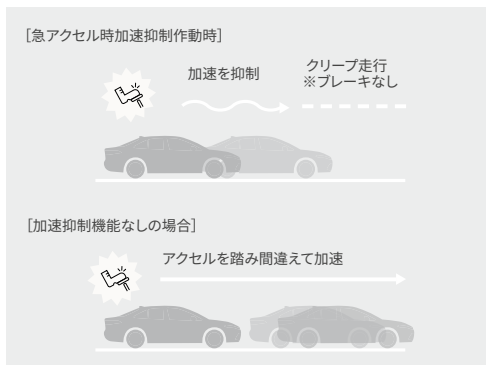 [急アクセル時加速抑制作動時]
加速を抑制
クリープ走行
※ブレーキなし
[加速抑制機能なしの場合]
アクセルを踏み間違えて加速